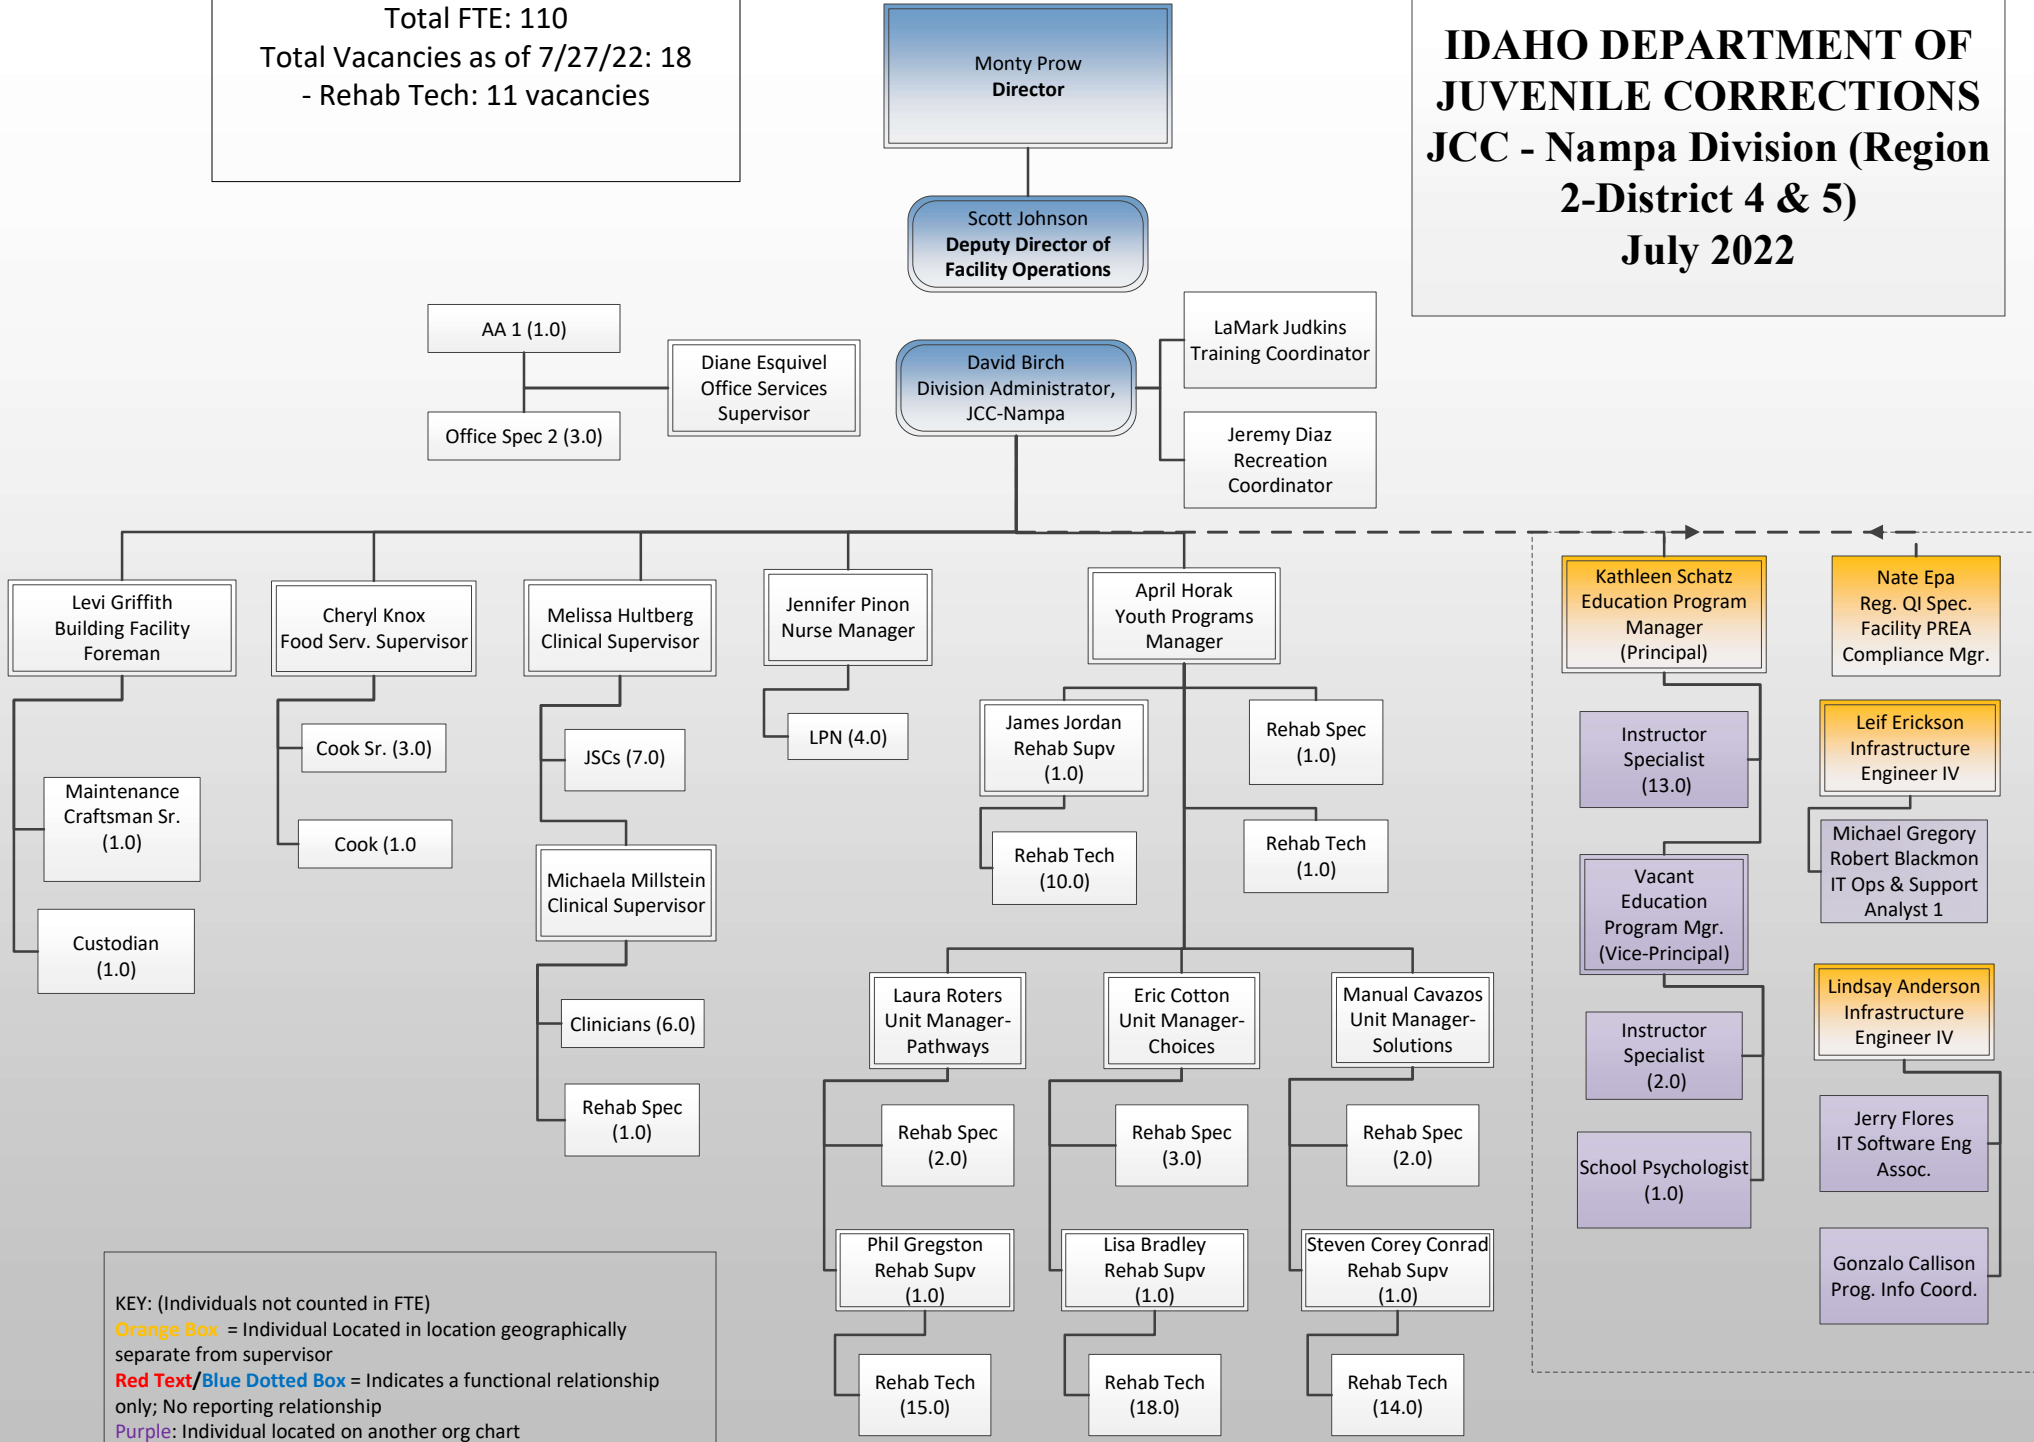 Total FTE: 110
Total Vacancies as of 7/27/22: 18
- Rehab Tech: 11 vacancies
Monty Prow
Director
IDAHO DEPARTMENT OF
JUVENILE CORRECTIONS
JCC - Nampa Division (Region
2-District 4 & 5)
July 2022
Scott Johnson
Deputy Director of
Facility Operations
AA 1 (1.0)
Office Spec 2 (3.0)
Diane Esquivel
Office Services
Supervisor
David Birch
Division Administrator,
JCC-Nampa
LaMark Judkins
Training Coordinator
Jeremy Diaz
Recreation
Coordinator
Levi Griffith
Building Facility
Foreman
Maintenance
Craftsman Sr.
(1.0)
Custodian
(1.0)
Cheryl Knox
Food Serv. Supervisor
Cook Sr. (3.0)
Cook (1.0
Melissa Hultberg
Clinical Supervisor
JSCs (7.0)
Michaela Millstein
Clinical Supervisor
Clinicians (6.0)
Rehab Spec
(1.0)
Jennifer Pinon
Nurse Manager
LPN (4.0)
April Horak
Youth Programs
Manager
James Jordan
Rehab Supv
(1.0)
Rehab Tech
(10.0)
Rehab Spec
(1.0)
Rehab Tech
(1.0)
Laura Roters
Unit Manager-
Pathways
Rehab Spec
(2.0)
Phil Gregston
Rehab Supv
(1.0)
Rehab Tech
(15.0)
Eric Cotton
Unit Manager-
Choices
Rehab Spec
(3.0)
Lisa Bradley
Rehab Supv
(1.0)
Rehab Tech
(18.0)
Manual Cavazos
Unit Manager-
Solutions
Rehab Spec
(2.0)
Steven Corey Conrad
Rehab Supv
(1.0)
Rehab Tech
(14.0)
Kathleen Schatz
Education Program
Manager
(Principal)
Instructor
Specialist
(13.0)
Vacant
Education
Program Mgr.
(Vice-Principal)
Instructor
Specialist
(2.0)
School Psychologist
(1.0)
Nate Epa
Reg. QI Spec.
Facility PREA
Compliance Mgr.
Leif Erickson
Infrastructure
Engineer IV
Michael Gregory
Robert Blackmon
IT Ops & Support
Analyst 1
Lindsay Anderson
Infrastructure
Engineer IV
Jerry Flores
IT Software Eng
Assoc.
Gonzalo Callison
Prog. Info Coord.
KEY: (Individuals not counted in FTE)
Orange Box = Individual Located in location geographically
separate from supervisor
Red Text/Blue Dotted Box = Indicates a functional relationship
only; No reporting relationship
Purple: Individual located on another org chart